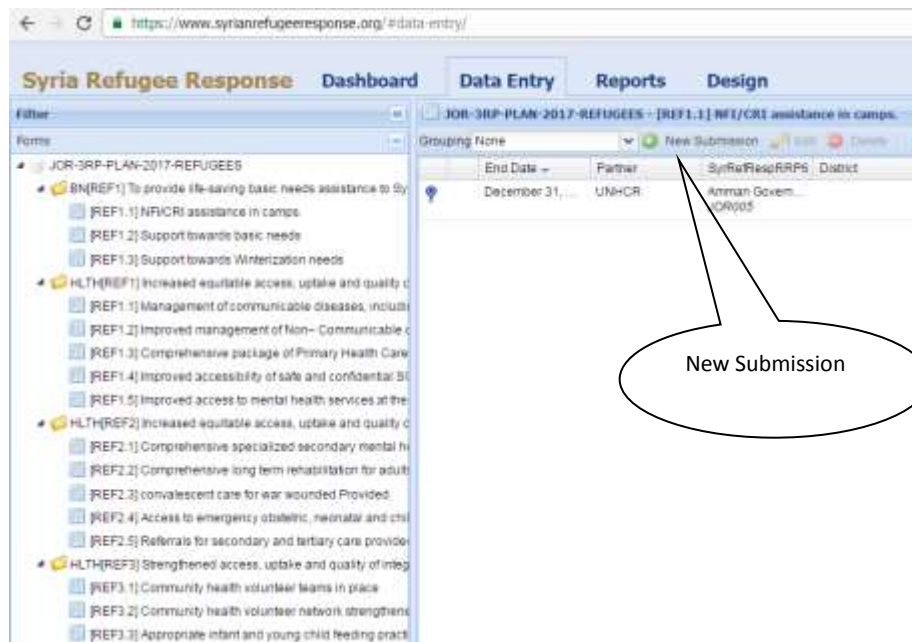 https://www.syrianrefugeeresponse.org/#data-entry/
Syria Refugee Response Dashboard Data Entry Reports Design
Filter
JOR-3RP-PLAN-2017-REFUGEES - [REF1.1] NFI/CRI assistance in camps.
Forms
Grouping None New Submission Edit Delete
JOR-3RP-PLAN-2017-REFUGEES
End Date Partner SyrRefRespRRP6 District
BN[REF1] To provide life-saving basic needs assistance to Sy
December 31, ... UNHCR Amman Govern...
JOR005
[REF1.1] NFI/CRI assistance in camps.
[REF1.2] Support towards basic needs
[REF1.3] Support towards Winterization needs
HLTH[REF1] Increased equitable access, uptake and quality c
[REF1.1] Management of communicable diseases, includi
[REF1.2] Improved management of Non– Communicable c
[REF1.3] Comprehensive package of Primary Health Care
[REF1.4] Improved accessibility of safe and confidential
[REF1.5] Improved access to mental health services at the
HLTH[REF2] Increased equitable access, uptake and quality c
[REF2.1] Comprehensive specialized secondary mental h
[REF2.2] Comprehensive long term rehabilitation for adult
[REF2.3] convalescent care for war wounded Provided
[REF2.4] Access to emergency obstetric, neonatal and chil
[REF2.5] Referrals for secondary and tertiary care provide
HLTH[REF3] Strengthened access, uptake and quality of integ
[REF3.1] Community health volunteer teams in place
[REF3.2] Community health volunteer network strengthene
[REF3.3] Appropriate infant and young child feeding pract
New Submission